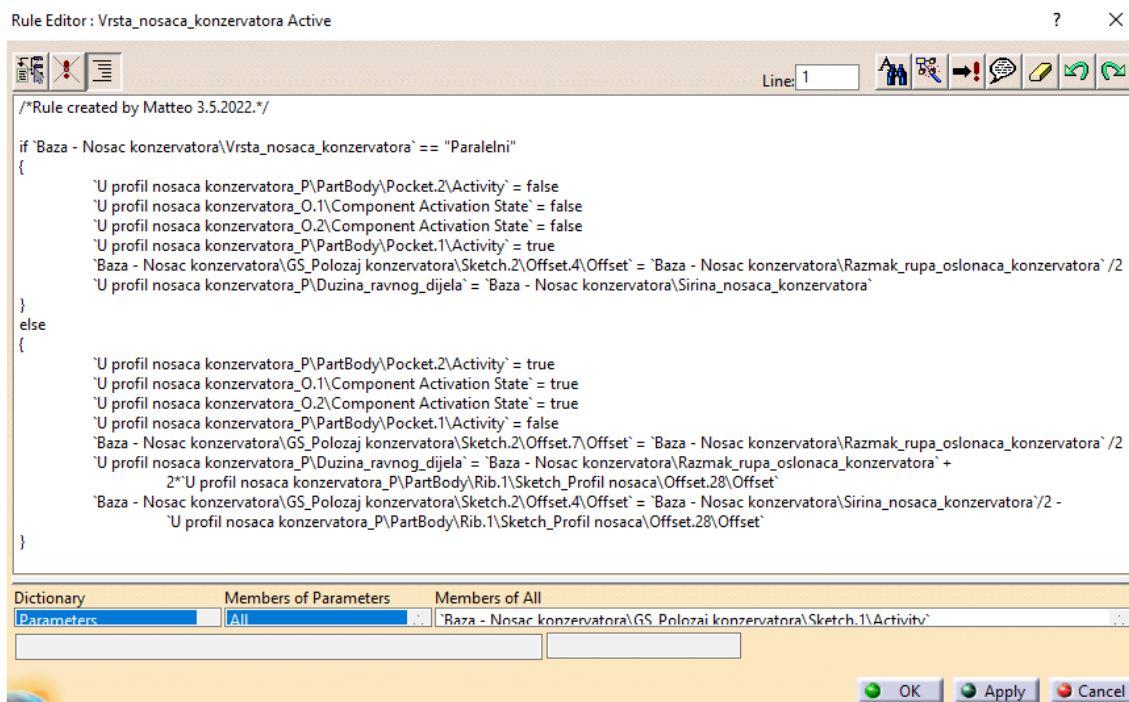 Rule Editor : Vrsta_nosaca_konzervatora Active
? ×
Line: 1
/*Rule created by Matteo 3.5.2022.*/
if `Baza - Nosac konzervatora\Vrsta_nosaca_konzervatora` == "Paralelni"
{
`U profil nosaca konzervatora_P\PartBody\Pocket.2\Activity` = false
`U profil nosaca konzervatora_O.1\Component Activation State` = false
`U profil nosaca konzervatora_O.2\Component Activation State` = false
`U profil nosaca konzervatora_P\PartBody\Pocket.1\Activity` = true
`Baza - Nosac konzervatora\GS_Polozaj konzervatora\Sketch.2\Offset.4\Offset` = `Baza - Nosac konzervatora\Razmak_rupa_oslonaca_konzervatora` /2
`U profil nosaca konzervatora_P\Duzina_ravnog_dijela` = `Baza - Nosac konzervatora\Sirina_nosaca_konzervatora`
}
else
{
`U profil nosaca konzervatora_P\PartBody\Pocket.2\Activity` = true
`U profil nosaca konzervatora_O.1\Component Activation State` = true
`U profil nosaca konzervatora_O.2\Component Activation State` = true
`U profil nosaca konzervatora_P\PartBody\Pocket.1\Activity` = false
`Baza - Nosac konzervatora\GS_Polozaj konzervatora\Sketch.2\Offset.7\Offset` = `Baza - Nosac konzervatora\Razmak_rupa_oslonaca_konzervatora` /2
`U profil nosaca konzervatora_P\Duzina_ravnog_dijela` = `Baza - Nosac konzervatora\Razmak_rupa_oslonaca_konzervatora` +
2*`U profil nosaca konzervatora_P\PartBody\Rib.1\Sketch_Profil nosaca\Offset.28\Offset`
`Baza - Nosac konzervatora\GS_Polozaj konzervatora\Sketch.2\Offset.4\Offset` = `Baza - Nosac konzervatora\Sirina_nosaca_konzervatora`/2 -
`U profil nosaca konzervatora_P\PartBody\Rib.1\Sketch_Profil nosaca\Offset.28\Offset`
}
Dictionary Members of Parameters Members of All
Parameters All `Baza - Nosac konzervatora\GS_Polozaj konzervatora\Sketch.1\Activity`
OK Apply Cancel